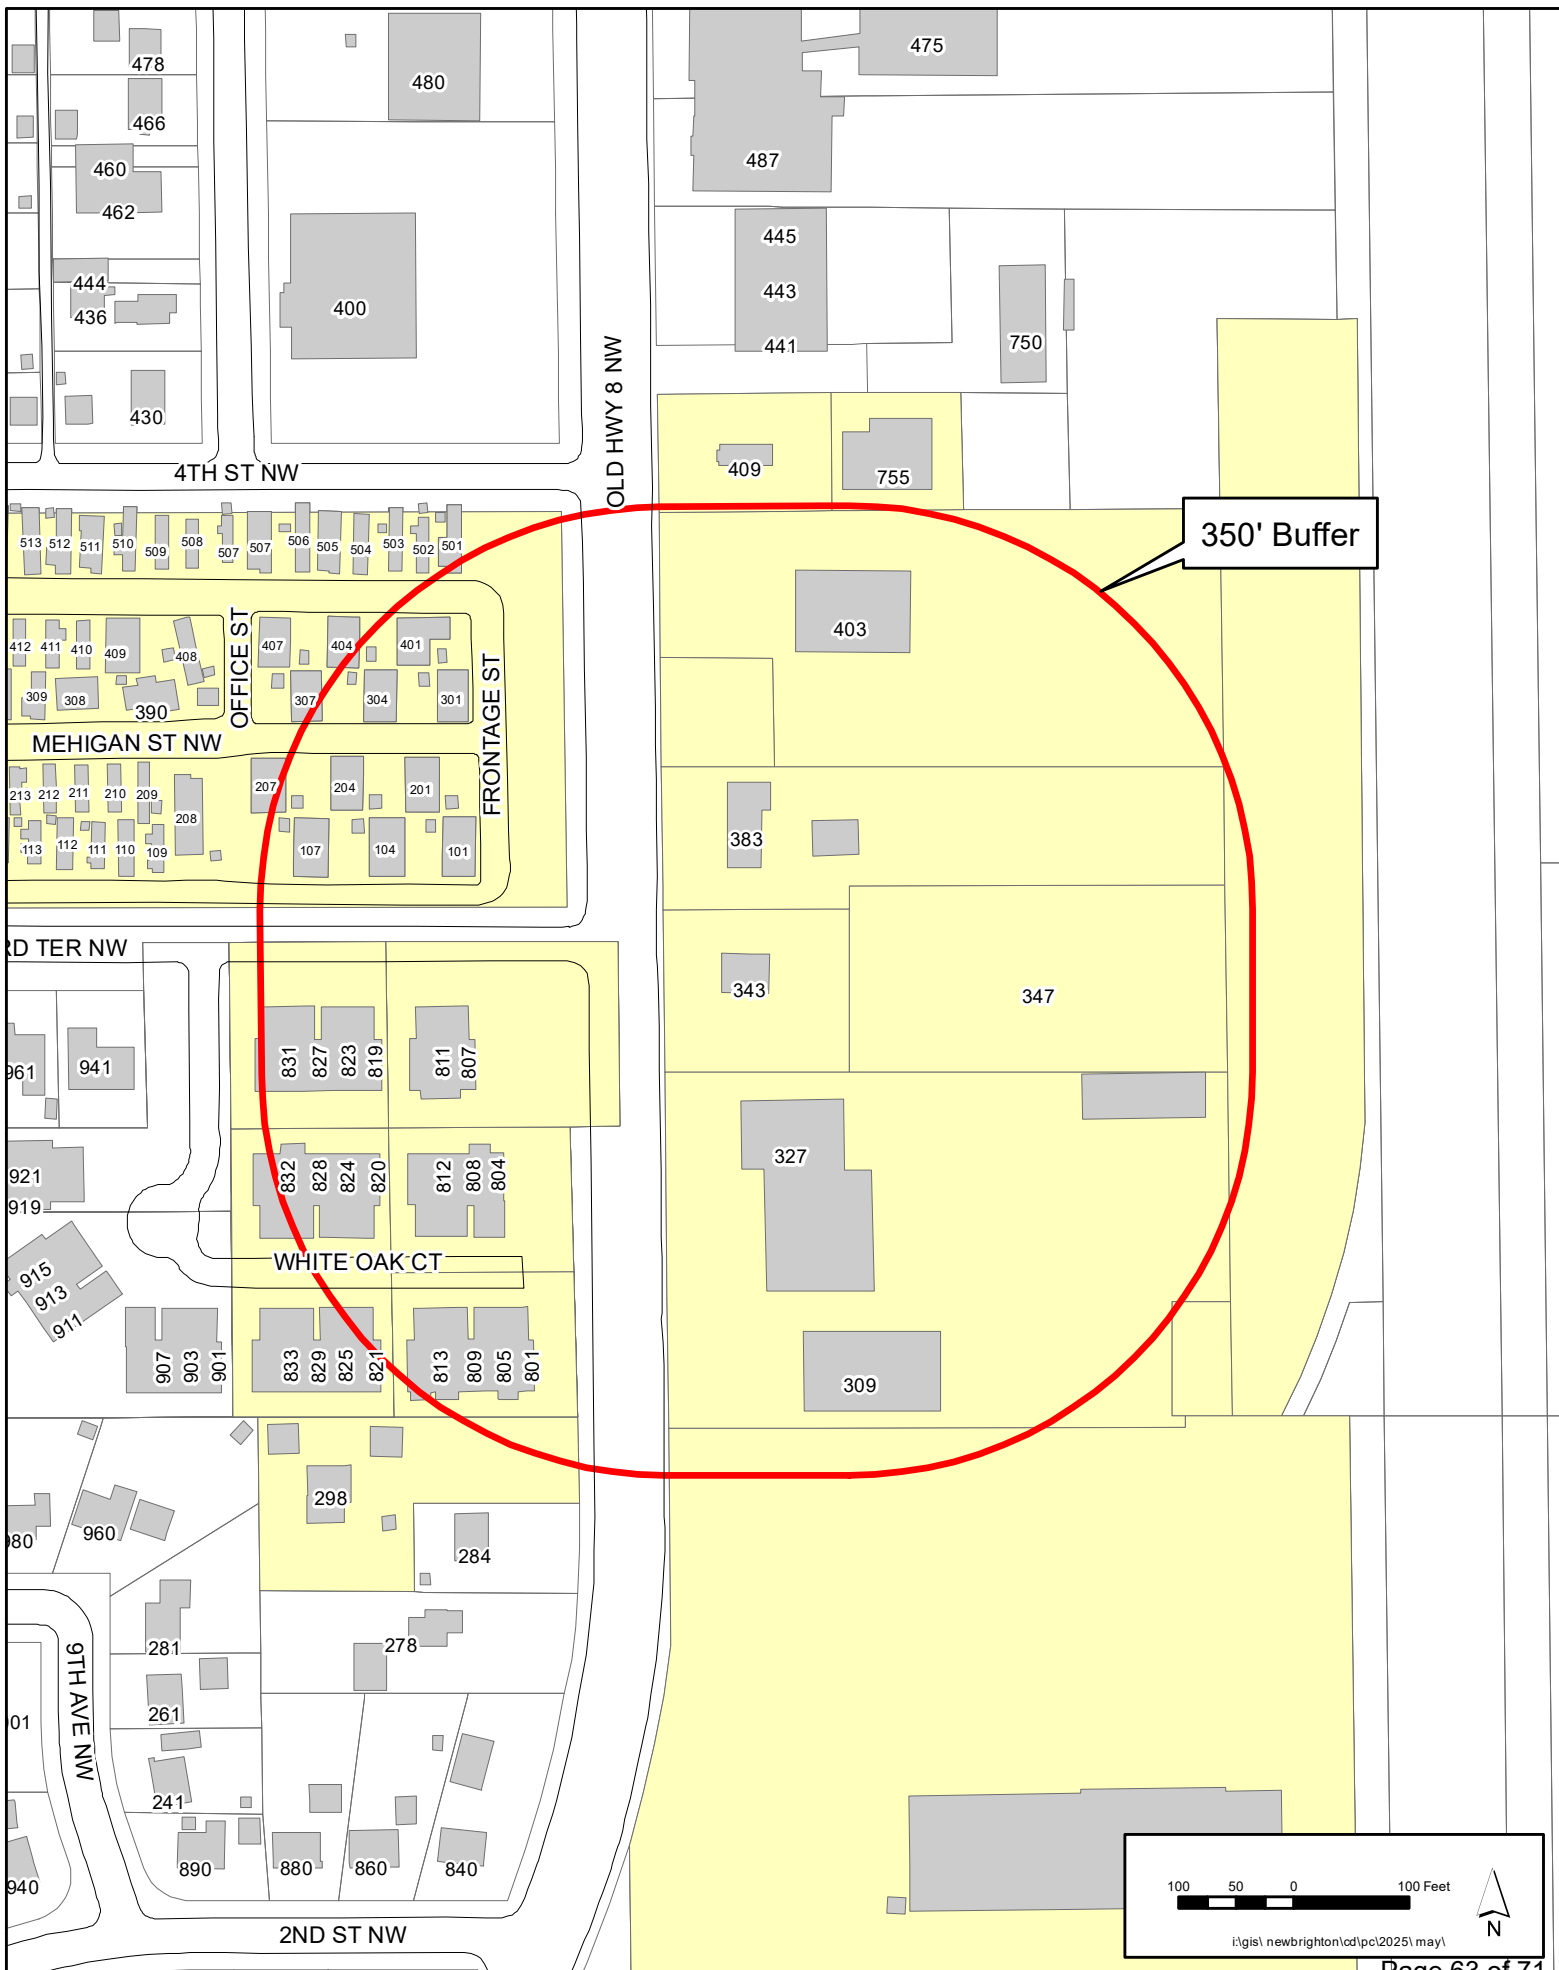 475
478
480
466
487
460
462
445
444
443
400
436
441
750
430
OLD HWY 8 NW
409
755
4TH ST NW
350' Buffer
513 512 511 510 509 508 507 507 506 505 504 503 502 501
403
412 411 410 409 408 407 404 401
OFFICE ST
309 308 390 307 304 301
FRONTAGE ST
MEHIGAN ST NW
213 212 211 210 209 208 207 204 201
383
113 112 111 110 109 107 104 101
RD TER NW
343
347
961
941
831 827 823 819 811 807
327
921
919
832 828 824 820 812 808 804
WHITE OAK CT
915
913
911
907 903 901 833 829 825 821 813 809 805 801
309
298
980
960
284
281
278
9TH AVE NW
261
01
241
890
880
860
840
940
2ND ST NW
100 50 0 100 Feet
N
i:\gis\ newbrighton\cd\pc\2025\ may\
Page 63 of 71